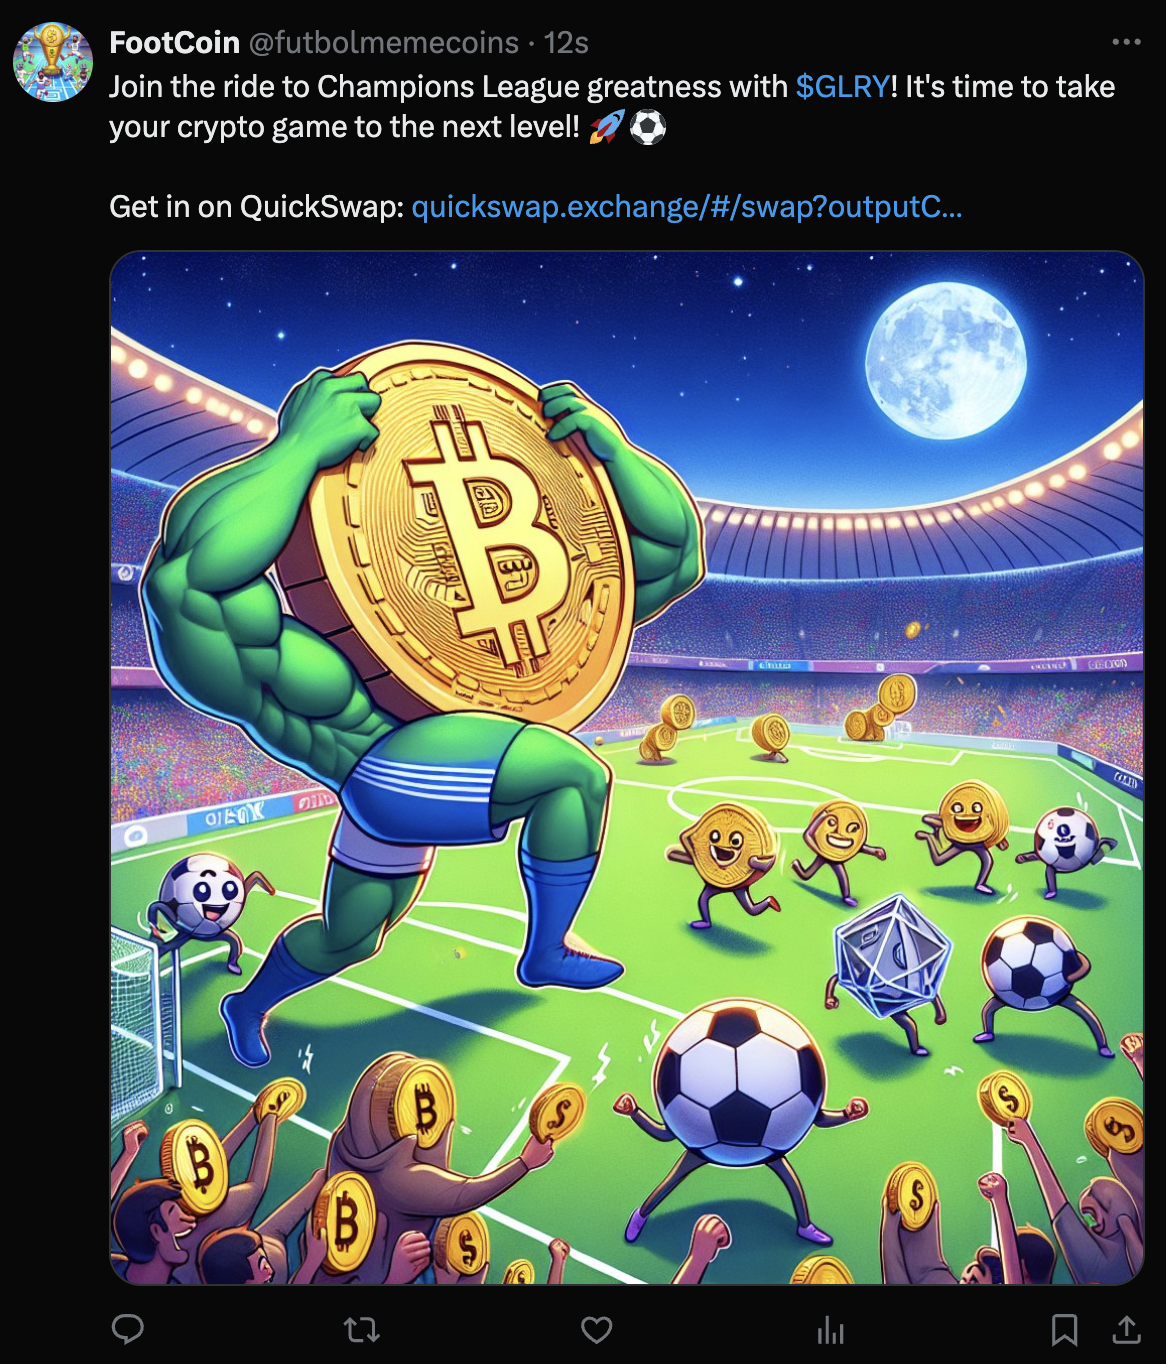 FootCoin @futbolmemecoins · 12s
Join the ride to Champions League greatness with $GLRY! It's time to take
your crypto game to the next level! 🚀⚽
Get in on QuickSwap: quickswap.exchange/#/swap?outputC...